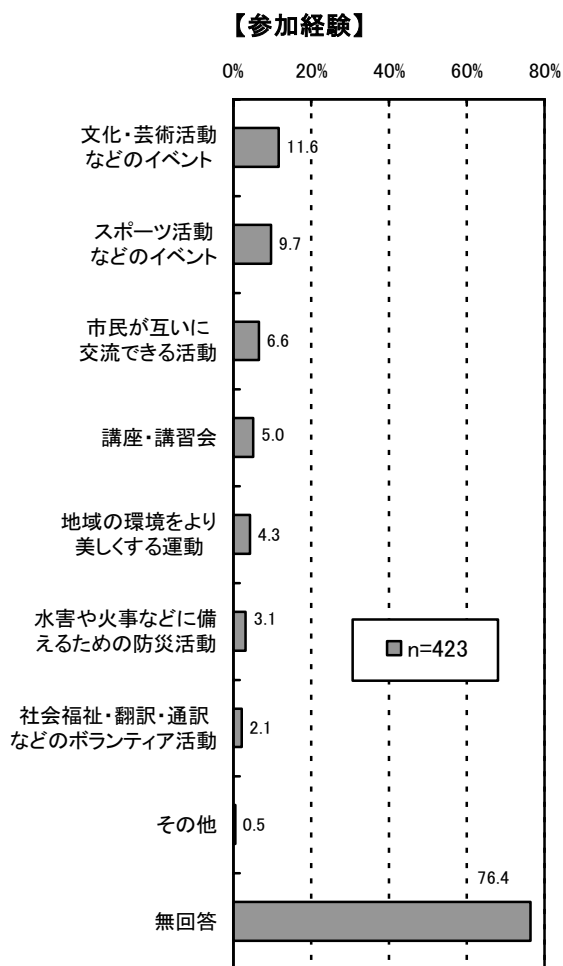 【参加経験】
0% 20% 40% 60% 80%
文化・芸術活動
などのイベント
11.6
スポーツ活動
などのイベント
9.7
市民が互いに
交流できる活動
6.6
講座・講習会
5.0
地域の環境をより
美しくする運動
4.3
水害や火事などに備
えるための防災活動
3.1
n=423
社会福祉・翻訳・通訳
などのボランティア活動
2.1
その他
0.5
76.4
無回答